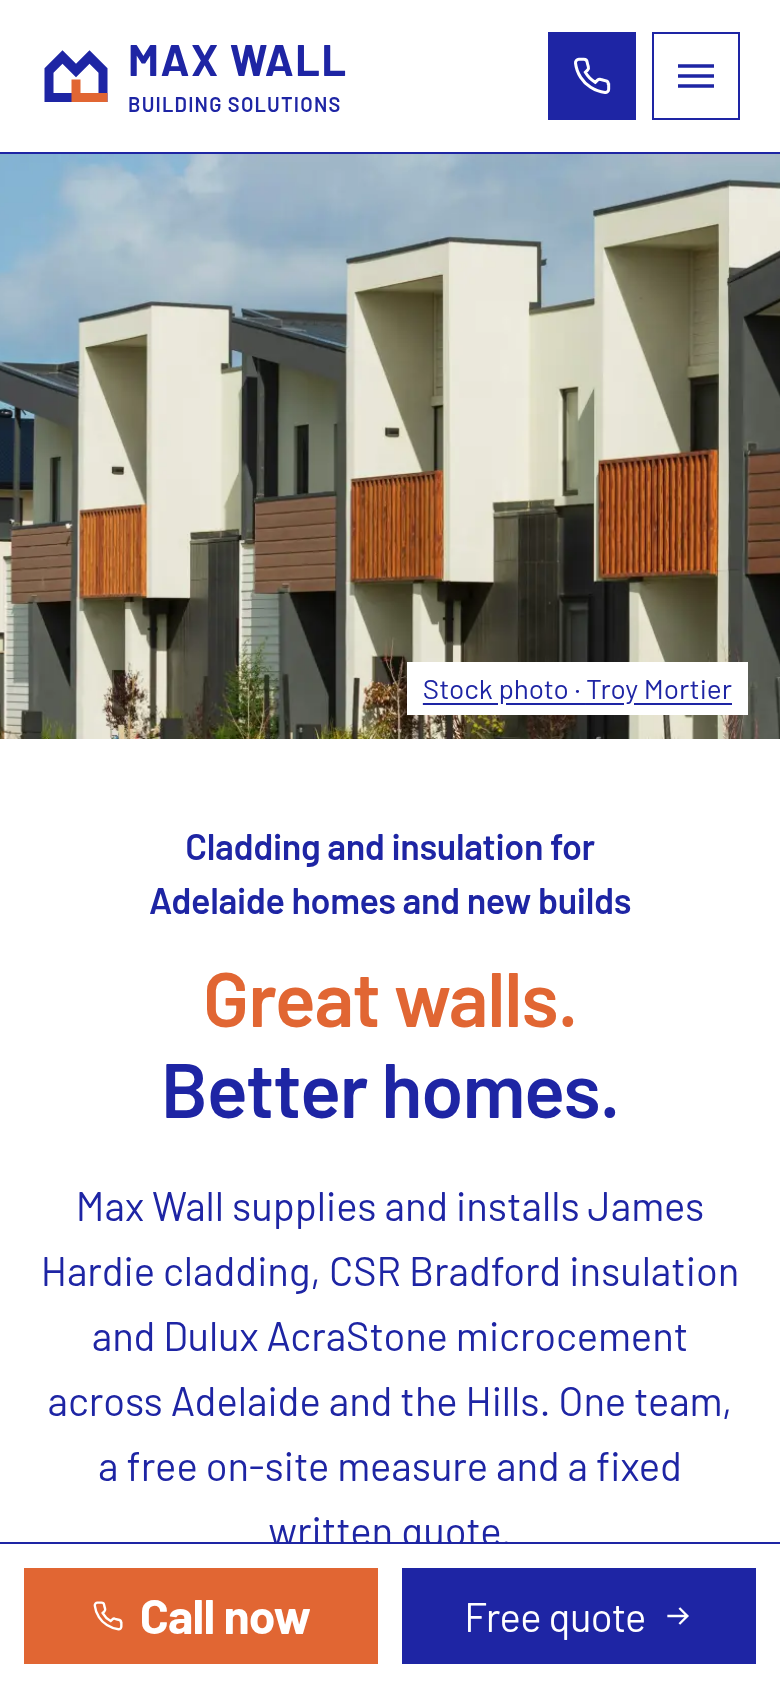 MAX WALL
BUILDING SOLUTIONS
Stock photo · Troy Mortier
Cladding and insulation for
Adelaide homes and new builds
Great walls.
Better homes.
Max Wall supplies and installs James
Hardie cladding, CSR Bradford insulation
and Dulux AcraStone microcement
across Adelaide and the Hills. One team,
a free on-site measure and a fixed
written quote.
Call now
Free quote →